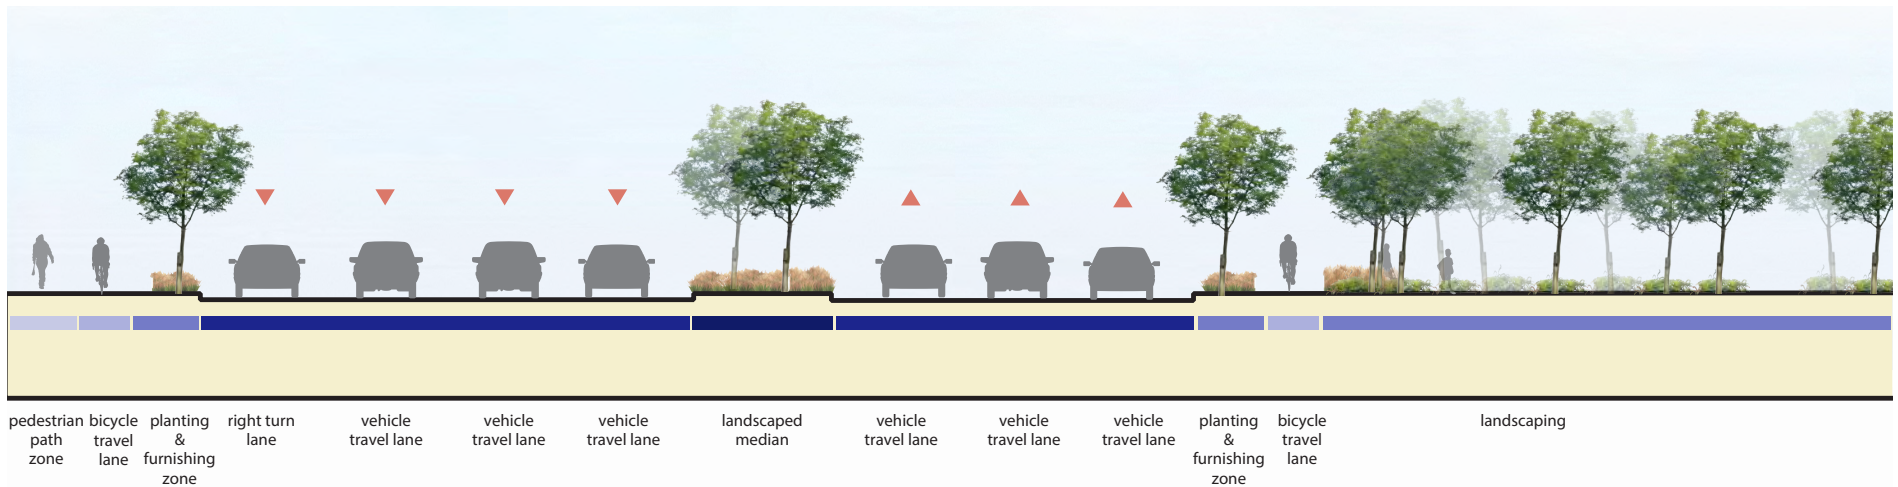 pedestrian
path
zone
bicycle
travel
lane
planting
&
furnishing
zone
right turn
lane
vehicle
travel lane
vehicle
travel lane
vehicle
travel lane
landscaped
median
vehicle
travel lane
vehicle
travel lane
vehicle
travel lane
planting
&
furnishing
zone
bicycle
travel
lane
landscaping